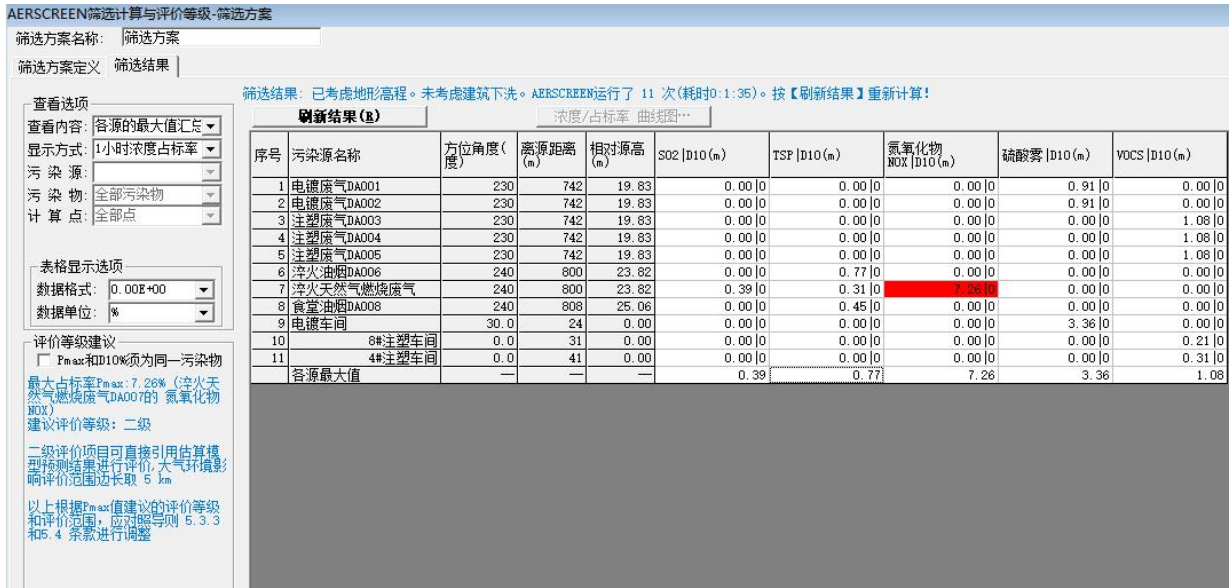 AERSCREEN筛选计算与评价等级-筛选方案
筛选方案名称: 筛选方案
筛选方案定义 筛选结果
查看选项
查看内容: 各源的最大值汇总
显示方式: 1小时浓度占标率
污 染 源:
污 染 物: 全部污染物
计 算 点: 全部点
表格显示选项
数据格式: 0.00E+00
数据单位: %
评价等级建议
Pmax和D10%须为同一污染物
最大占标率Pmax:7.26% (淬火天
然气燃烧废气DA007的 氮氧化物
NOX)
建议评价等级: 二级
二级评价项目可直接引用估算模
型预测结果进行评价,大气环境影
响评价范围边长取 5 km
以上根据Pmax值建议的评价等级
和评价范围,应对照导则 5.3.3
和5.4 条款进行调整
筛选结果: 已考虑地形高程。未考虑建筑下洗。AERSCREEN运行了 11 次(耗时0:1:35)。按【刷新结果】重新计算!
刷新结果(R) 浓度/占标率 曲线图…
序号 污染源名称 方位角度(度) 离源距离(m) 相对源高(m) SO2|D10(m) TSP|D10(m) 氮氧化物NOX|D10(m) 硫酸雾|D10(m) VOCS|D10(m)
1 电镀废气DA001 230 742 19.83 0.00|0 0.00|0 0.00|0 0.91|0 0.00|0
2 电镀废气DA002 230 742 19.83 0.00|0 0.00|0 0.00|0 0.91|0 0.00|0
3 注塑废气DA003 230 742 19.83 0.00|0 0.00|0 0.00|0 0.00|0 1.08|0
4 注塑废气DA004 230 742 19.83 0.00|0 0.00|0 0.00|0 0.00|0 1.08|0
5 注塑废气DA005 230 742 19.83 0.00|0 0.00|0 0.00|0 0.00|0 1.08|0
6 淬火油烟DA006 240 800 23.82 0.00|0 0.77|0 0.00|0 0.00|0 0.00|0
7 淬火天然气燃烧废气 240 800 23.82 0.39|0 0.31|0 7.26|0 0.00|0 0.00|0
8 食堂油烟DA008 240 808 25.06 0.00|0 0.45|0 0.00|0 0.00|0 0.00|0
9 电镀车间 30.0 24 0.00 0.00|0 0.00|0 0.00|0 3.36|0 0.00|0
10 8#注塑车间 0.0 31 0.00 0.00|0 0.00|0 0.00|0 0.00|0 0.21|0
11 4#注塑车间 0.0 41 0.00 0.00|0 0.00|0 0.00|0 0.00|0 0.31|0
各源最大值 — — — 0.39 0.77 7.26 3.36 1.08